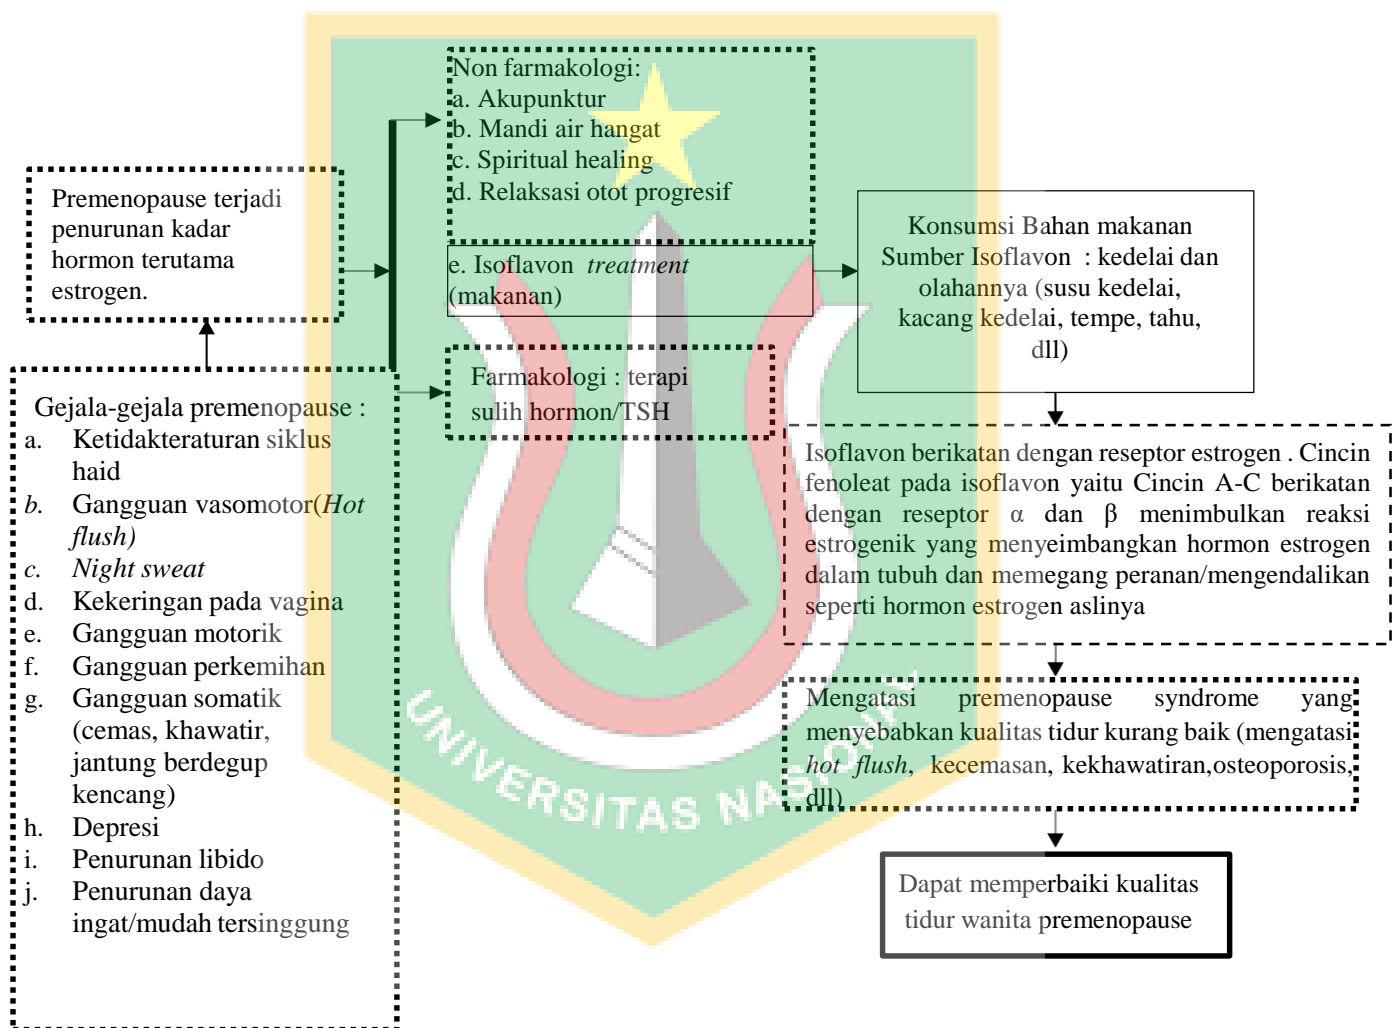 Non farmakologi:
a. Akupunktur
b. Mandi air hangat
c. Spiritual healing
d. Relaksasi otot progresif
e. Isoflavon treatment
(makanan)
Premenopause terjadi
penurunan kadar
hormon terutama
estrogen.
Konsumsi Bahan makanan
Sumber Isoflavon : kedelai dan
olahannya (susu kedelai,
kacang kedelai, tempe, tahu,
dll)
Farmakologi : terapi
sulih hormon/TSH
Gejala-gejala premenopause :
a. Ketidakteraturan siklus
haid
b. Gangguan vasomotor(Hot
flush)
c. Night sweat
d. Kekeringan pada vagina
e. Gangguan motorik
f. Gangguan perkemihan
g. Gangguan somatik
(cemas, khawatir,
jantung berdegup
kencang)
h. Depresi
i. Penurunan libido
j. Penurunan daya
ingat/mudah tersinggung
Isoflavon berikatan dengan reseptor estrogen . Cincin
fenoleat pada isoflavon yaitu Cincin A-C berikatan
dengan reseptor α dan β menimbulkan reaksi
estrogenik yang menyeimbangkan hormon estrogen
dalam tubuh dan memegang peranan/mengendalikan
seperti hormon estrogen aslinya
Mengatasi premenopause syndrome yang
menyebabkan kualitas tidur kurang baik (mengatasi
hot flush, kecemasan, kekhawatiran,osteoporosis,
dll)
Dapat memperbaiki kualitas
tidur wanita premenopause
UNIVERSITAS NASIONAL